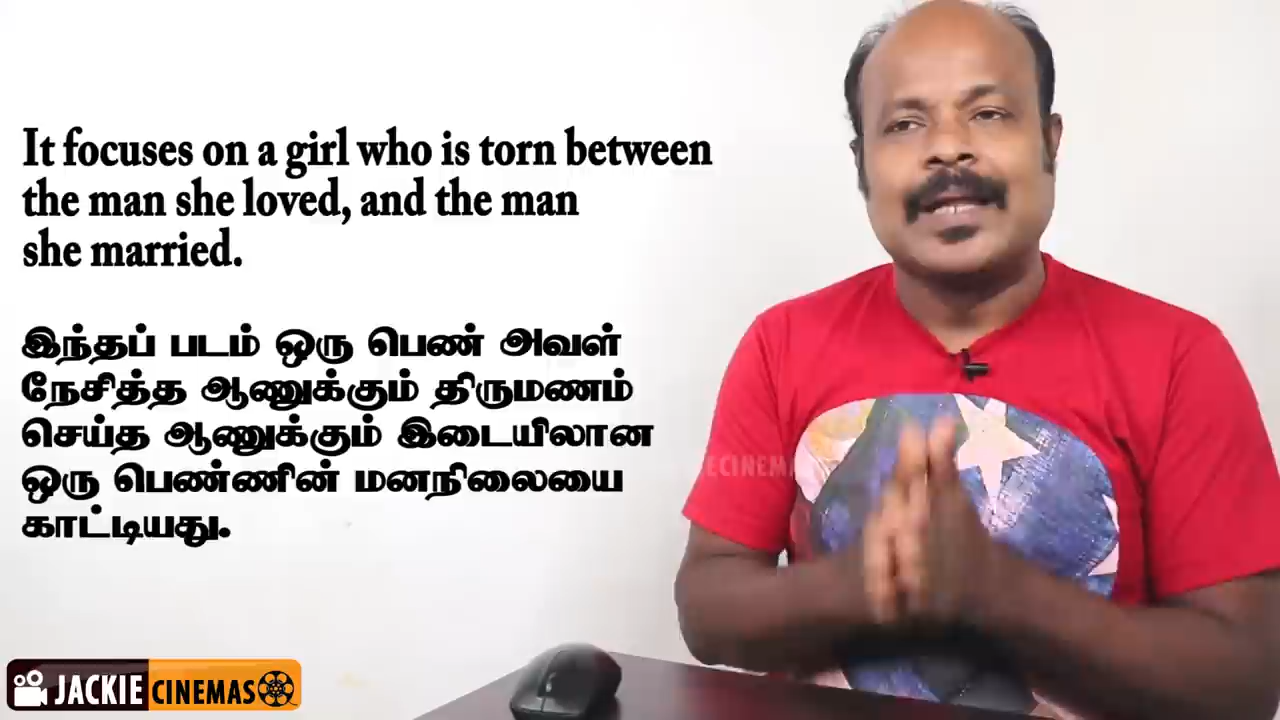 It focuses on a girl who is torn between
the man she loved, and the man
she married.
இந்தப் படம் ஒரு பெண் அவள்
நேசித்த ஆணுக்கும் திருமணம்
செய்த ஆணுக்கும் இடையிலான
ஒரு பெண்ணின் மனநிலையை
காட்டியது.
JACKIE CINEMAS